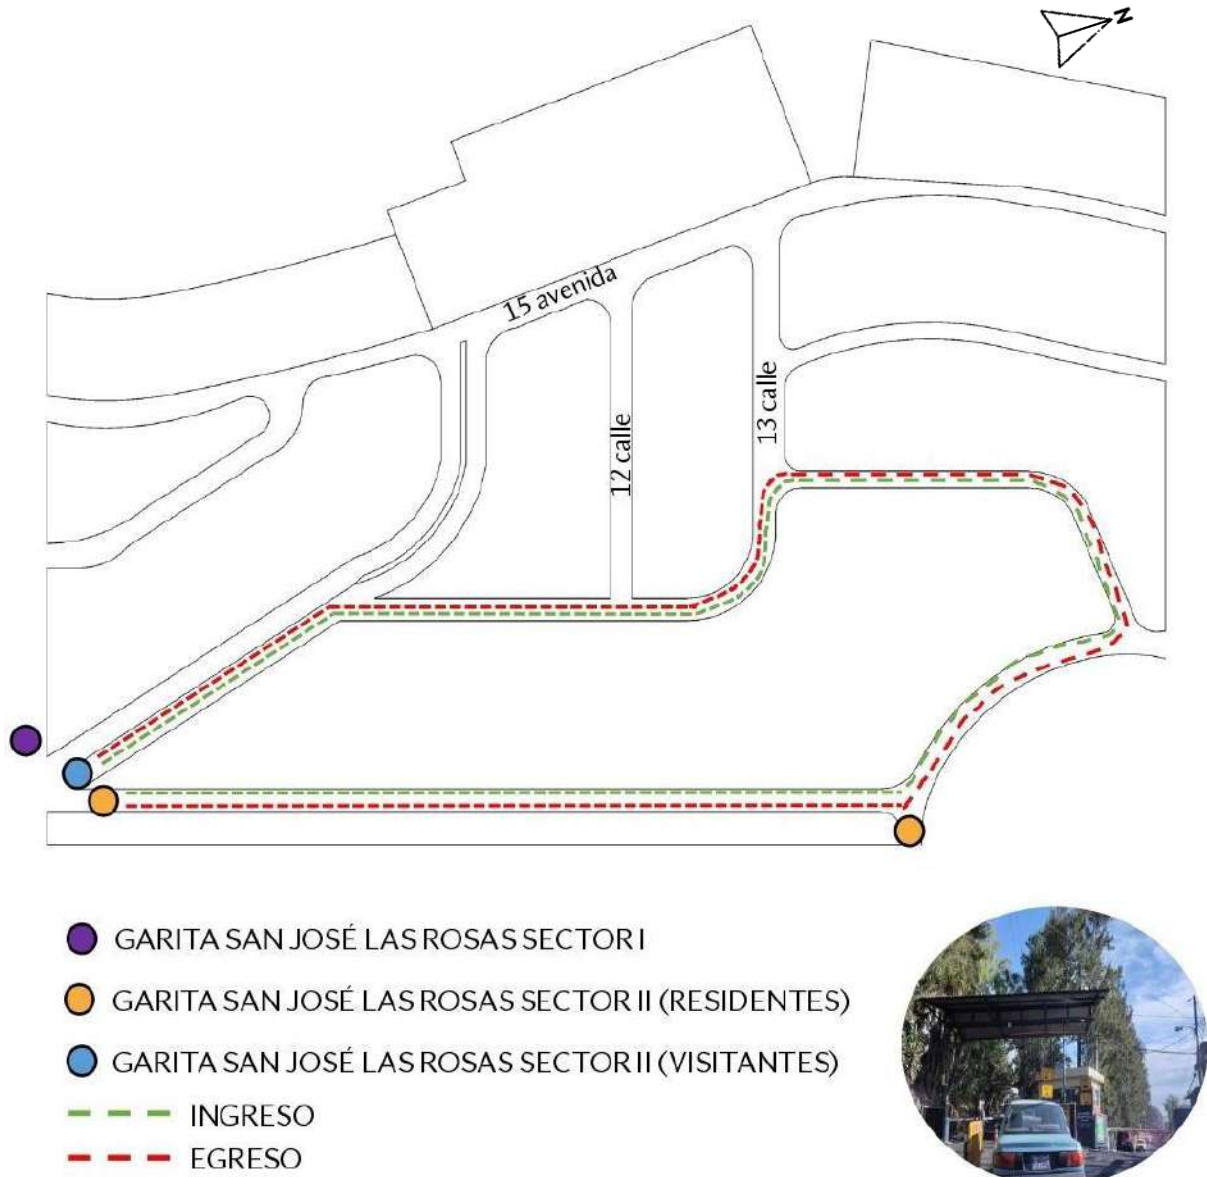 N
15 avenida
12 calle
13 calle
GARITA SAN JOSÉ LAS ROSAS SECTOR I
GARITA SAN JOSÉ LAS ROSAS SECTOR II (RESIDENTES)
GARITA SAN JOSÉ LAS ROSAS SECTOR II (VISITANTES)
INGRESO
EGRESO